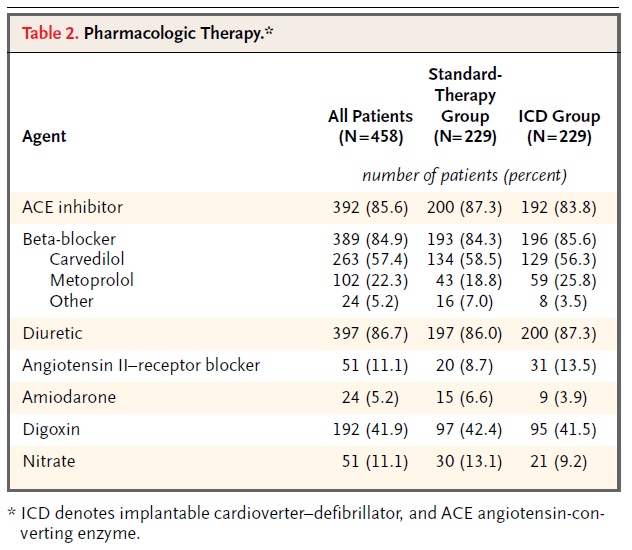 Table 2. Pharmacologic Therapy.*
Agent All Patients (N=458) Standard-Therapy Group (N=229) ICD Group (N=229)
number of patients (percent)
ACE inhibitor 392 (85.6) 200 (87.3) 192 (83.8)
Beta-blocker 389 (84.9) 193 (84.3) 196 (85.6)
Carvedilol 263 (57.4) 134 (58.5) 129 (56.3)
Metoprolol 102 (22.3) 43 (18.8) 59 (25.8)
Other 24 (5.2) 16 (7.0) 8 (3.5)
Diuretic 397 (86.7) 197 (86.0) 200 (87.3)
Angiotensin II–receptor blocker 51 (11.1) 20 (8.7) 31 (13.5)
Amiodarone 24 (5.2) 15 (6.6) 9 (3.9)
Digoxin 192 (41.9) 97 (42.4) 95 (41.5)
Nitrate 51 (11.1) 30 (13.1) 21 (9.2)
* ICD denotes implantable cardioverter–defibrillator, and ACE angiotensin-con-
verting enzyme.